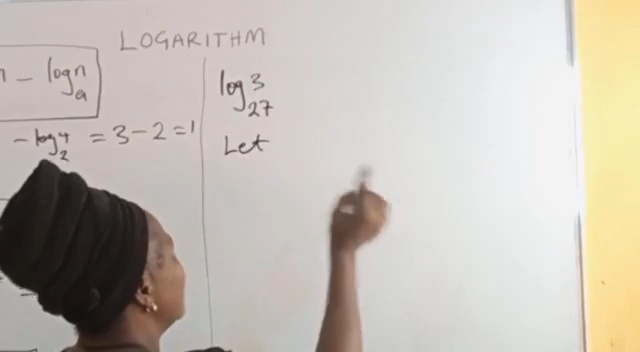 LOGARITHM
- log n a
- log 4 2 = 3 - 2 = 1
log 3 27
Let